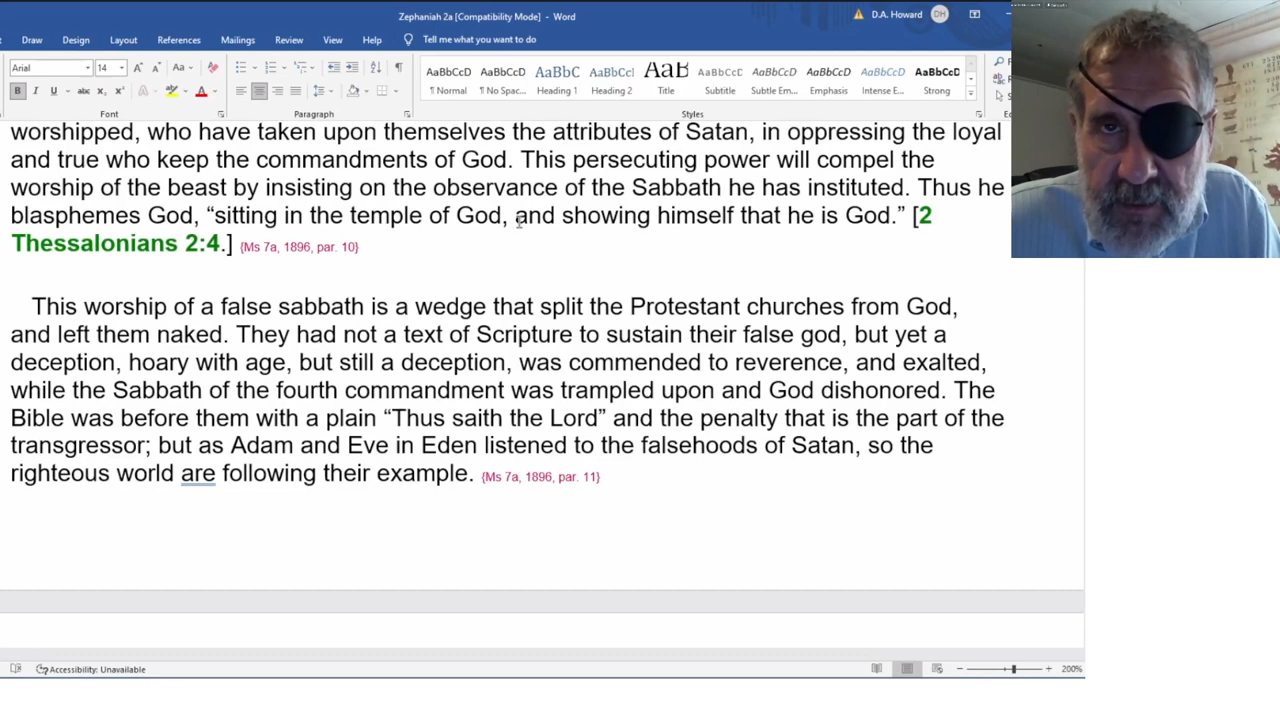 Zephaniah 2a [Compatibility Mode] - Word
D.A. Howard DH
Draw Design Layout References Mailings Review View Help Tell me what you want to do
Arial 14 Aa
AaBbCcD AaBbCcD AaBbC AaBbCcI AaB AaBbCcD AaBbCcD AaBbCcD AaBbCcD AaBbCcD
B I U abc x₂ x² A A
¶ Normal ¶ No Spac... Heading 1 Heading 2 Title Subtitle Subtle Em... Emphasis Intense E... Strong
Font Paragraph Styles
worshipped, who have taken upon themselves the attributes of Satan, in oppressing the loyal
and true who keep the commandments of God. This persecuting power will compel the
worship of the beast by insisting on the observance of the Sabbath he has instituted. Thus he
blasphemes God, “sitting in the temple of God, and showing himself that he is God.” [2
Thessalonians 2:4.] {Ms 7a, 1896, par. 10}
This worship of a false sabbath is a wedge that split the Protestant churches from God,
and left them naked. They had not a text of Scripture to sustain their false god, but yet a
deception, hoary with age, but still a deception, was commended to reverence, and exalted,
while the Sabbath of the fourth commandment was trampled upon and God dishonored. The
Bible was before them with a plain “Thus saith the Lord” and the penalty that is the part of the
transgressor; but as Adam and Eve in Eden listened to the falsehoods of Satan, so the
righteous world are following their example. {Ms 7a, 1896, par. 11}
Accessibility: Unavailable
200%